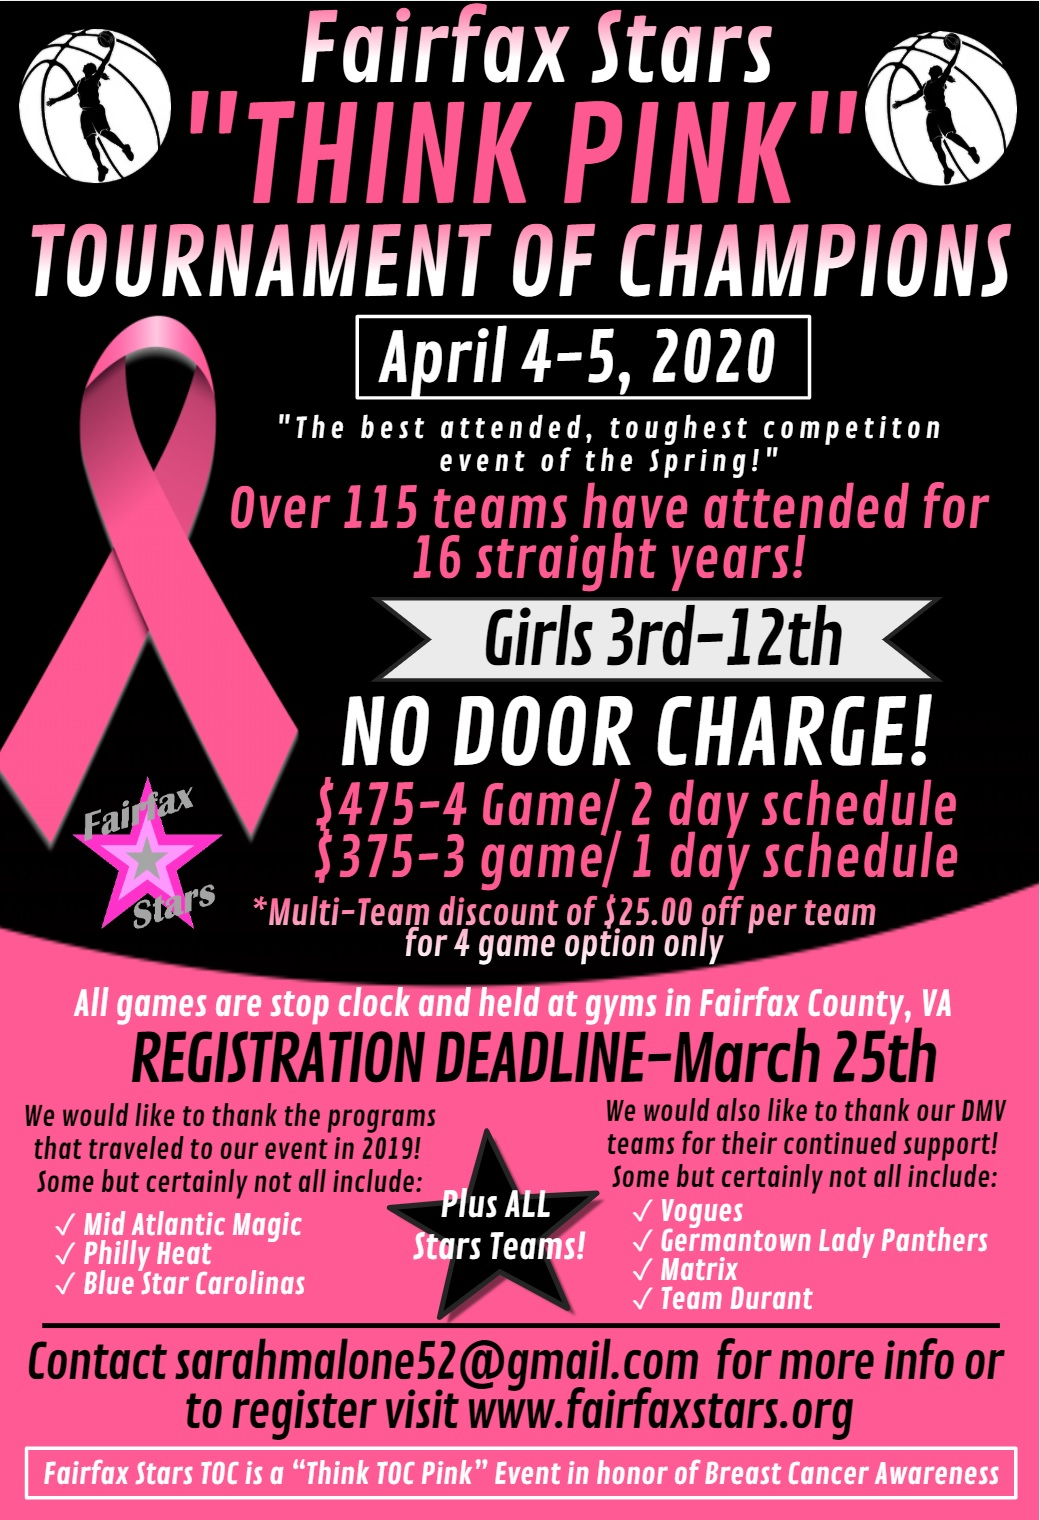 Fairfax Stars
"THINK PINK"
TOURNAMENT OF CHAMPIONS
April 4-5, 2020
"The best attended, toughest competiton
event of the Spring!"
Over 115 teams have attended for
16 straight years!
Girls 3rd-12th
NO DOOR CHARGE!
$475-4 Game/ 2 day schedule
$375-3 game/ 1 day schedule
*Multi-Team discount of $25.00 off per team
for 4 game option only
Fairfax
Stars
All games are stop clock and held at gyms in Fairfax County, VA
REGISTRATION DEADLINE-March 25th
We would like to thank the programs
that traveled to our event in 2019!
Some but certainly not all include:
✓ Mid Atlantic Magic
✓ Philly Heat
✓ Blue Star Carolinas
Plus ALL
Stars Teams!
We would also like to thank our DMV
teams for their continued support!
Some but certainly not all include:
✓ Vogues
✓ Germantown Lady Panthers
✓ Matrix
✓ Team Durant
Contact sarahmalone52@gmail.com for more info or
to register visit www.fairfaxstars.org
Fairfax Stars TOC is a “Think TOC Pink” Event in honor of Breast Cancer Awareness